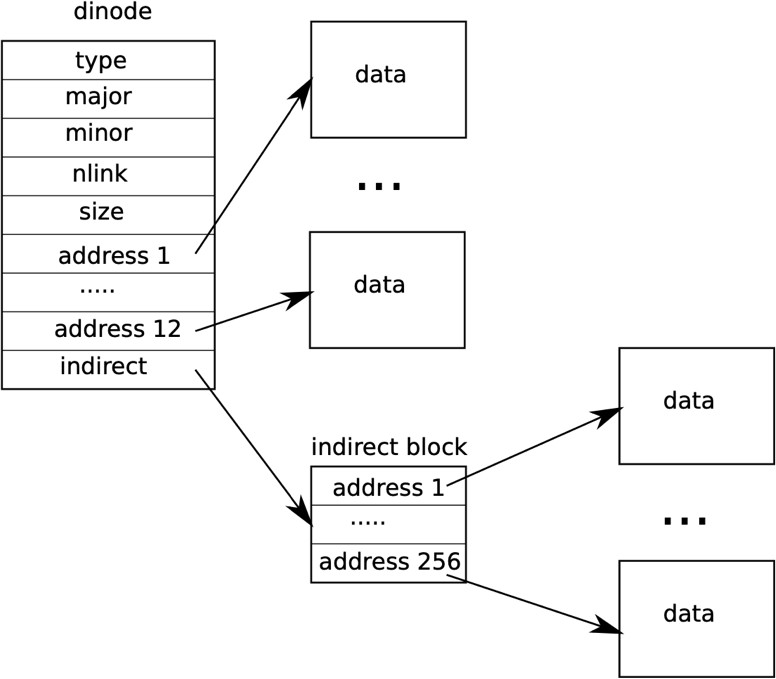 dinode
type
major
minor
nlink
size
address 1
.....
address 12
indirect
data
...
data
indirect block
address 1
.....
address 256
data
...
data